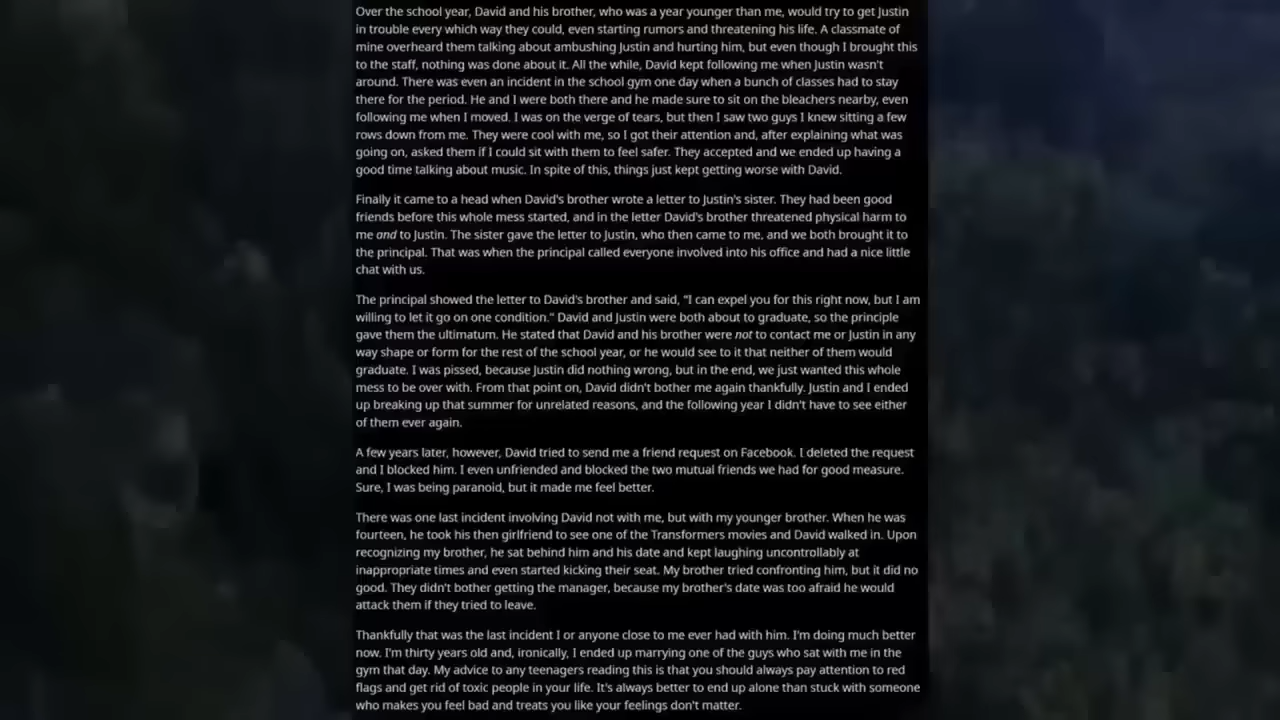 Over the school year, David and his brother, who was a year younger than me, would try to get Justin
in trouble every which way they could, even starting rumors and threatening his life. A classmate of
mine overheard them talking about ambushing Justin and hurting him, but even though I brought this
to the staff, nothing was done about it. All the while, David kept following me when Justin wasn't
around. There was even an incident in the school gym one day when a bunch of classes had to stay
there for the period. He and I were both there and he made sure to sit on the bleachers nearby, even
following me when I moved. I was on the verge of tears, but then I saw two guys I knew sitting a few
rows down from me. They were cool with me, so I got their attention and, after explaining what was
going on, asked them if I could sit with them to feel safer. They accepted and we ended up having a
good time talking about music. In spite of this, things just kept getting worse with David.
Finally it came to a head when David's brother wrote a letter to Justin's sister. They had been good
friends before this whole mess started, and in the letter David's brother threatened physical harm to
me and to Justin. The sister gave the letter to Justin, who then came to me, and we both brought it to
the principal. That was when the principal called everyone involved into his office and had a nice little
chat with us.
The principal showed the letter to David's brother and said, "I can expel you for this right now, but I am
willing to let it go on one condition." David and Justin were both about to graduate, so the principle
gave them the ultimatum. He stated that David and his brother were not to contact me or Justin in any
way shape or form for the rest of the school year, or he would see to it that neither of them would
graduate. I was pissed, because Justin did nothing wrong, but in the end, we just wanted this whole
mess to be over with. From that point on, David didn't bother me again thankfully. Justin and I ended
up breaking up that summer for unrelated reasons, and the following year I didn't have to see either
of them ever again.
A few years later, however, David tried to send me a friend request on Facebook. I deleted the request
and I blocked him. I even unfriended and blocked the two mutual friends we had for good measure.
Sure, I was being paranoid, but it made me feel better.
There was one last incident involving David not with me, but with my younger brother. When he was
fourteen, he took his then girlfriend to see one of the Transformers movies and David walked in. Upon
recognizing my brother, he sat behind him and his date and kept laughing uncontrollably at
inappropriate times and even started kicking their seat. My brother tried confronting him, but it did no
good. They didn't bother getting the manager, because my brother's date was too afraid he would
attack them if they tried to leave.
Thankfully that was the last incident I or anyone close to me ever had with him. I'm doing much better
now. I'm thirty years old and, ironically, I ended up marrying one of the guys who sat with me in the
gym that day. My advice to any teenagers reading this is that you should always pay attention to red
flags and get rid of toxic people in your life. It's always better to end up alone than stuck with someone
who makes you feel bad and treats you like your feelings don't matter.